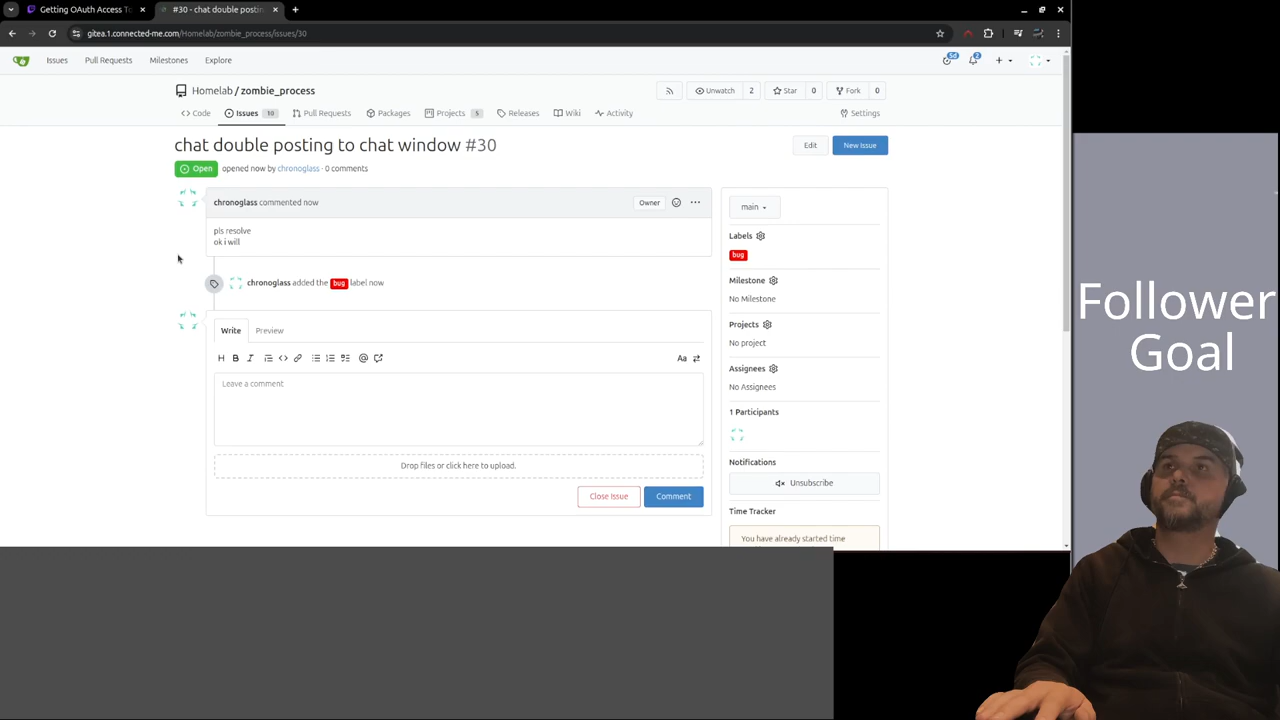 Getting OAuth Access To
#30 - chat double postin
gitea.1.connected-me.com/Homelab/zombie_process/issues/30
Issues Pull Requests Milestones Explore
5d 2
Homelab / zombie_process
Unwatch 2 Star 0 Fork 0
Code Issues 10 Pull Requests Packages Projects 5 Releases Wiki Activity Settings
chat double posting to chat window #30
Edit New Issue
Open opened now by chronoglass · 0 comments
chronoglass commented now Owner
pls resolve
ok i will
chronoglass added the bug label now
Write Preview
Leave a comment
Drop files or click here to upload.
Close Issue Comment
main
Labels
bug
Milestone
No Milestone
Projects
No project
Assignees
No Assignees
1 Participants
Notifications
Unsubscribe
Time Tracker
You have already started time
Follower
Goal